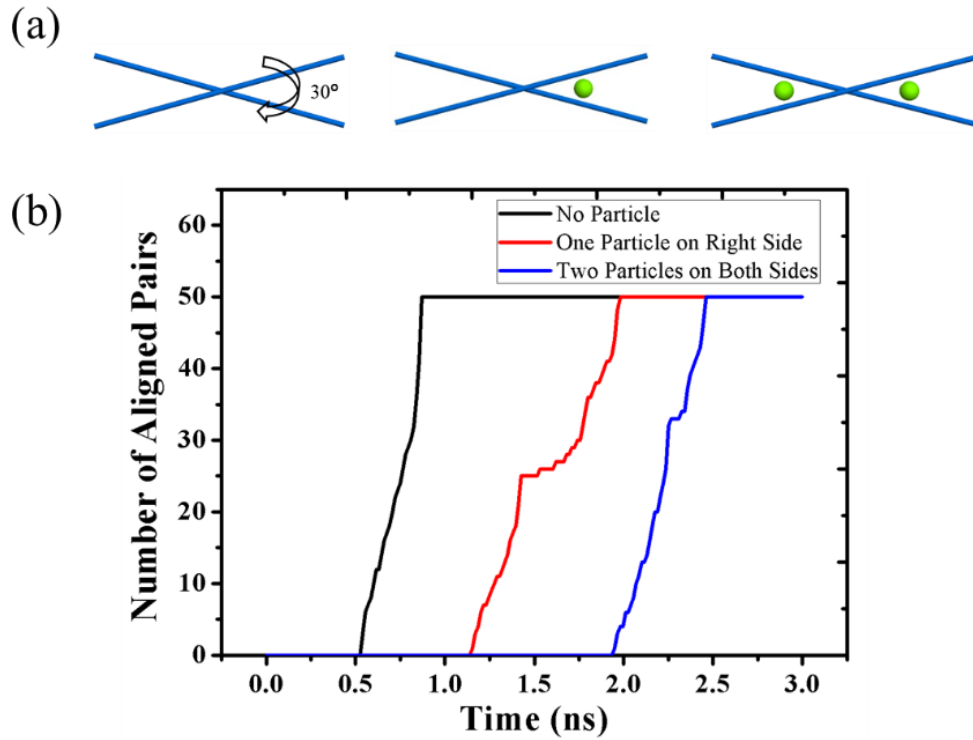 (a)
30°
(b)
No Particle
One Particle on Right Side
Two Particles on Both Sides
Number of Aligned Pairs
60
50
40
30
20
10
0
0.0 0.5 1.0 1.5 2.0 2.5 3.0
Time (ns)